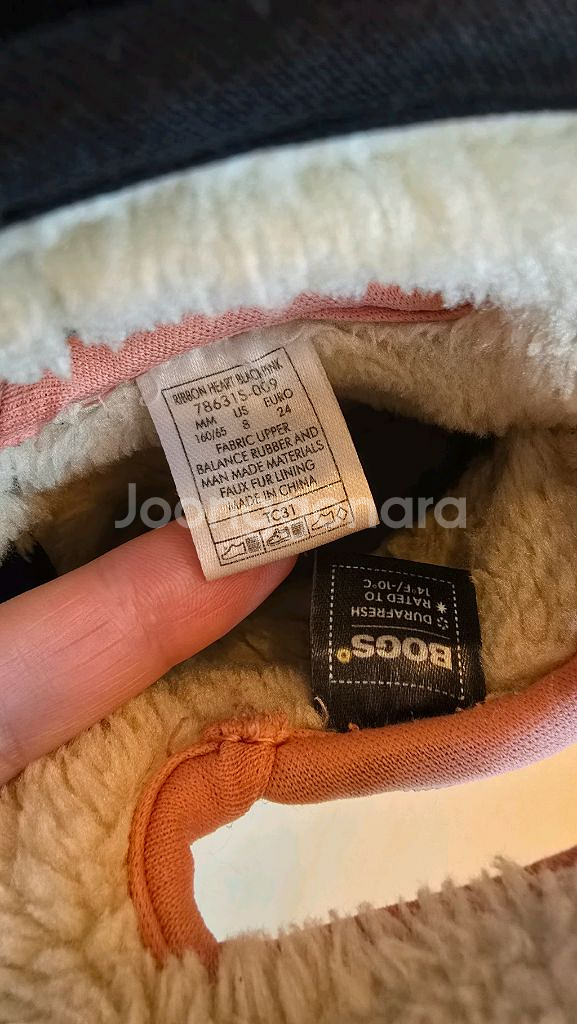 RIBBON HEART BLACK/PINK
78631S-009
MM US EURO
160/65 8 24
FABRIC UPPER
BALANCE RUBBER AND
MAN MADE MATERIALS
FAUX FUR LINING
MADE IN CHINA
TC31
BOGS
DURAFRESH
RATED TO
14°F/-10°C